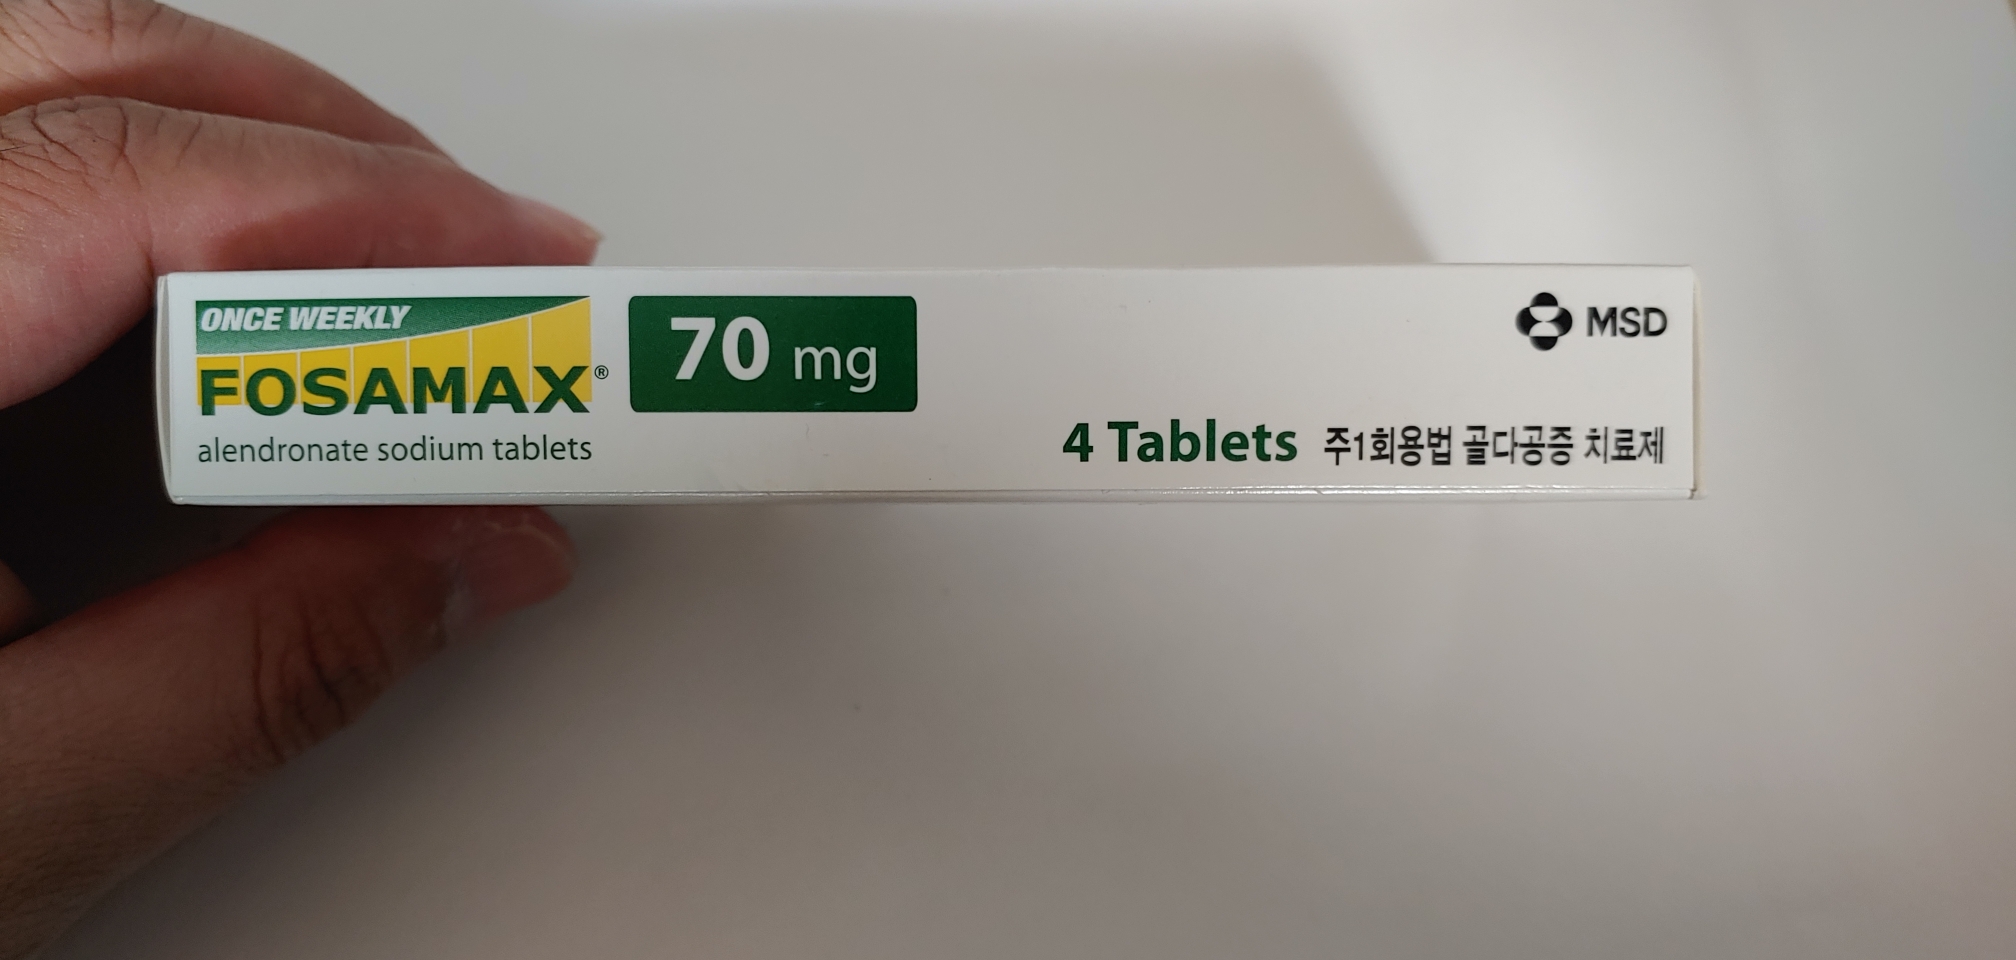 ONCE WEEKLY
FOSAMAX®
alendronate sodium tablets
70 mg
MSD
4 Tablets 주1회용법 골다공증 치료제